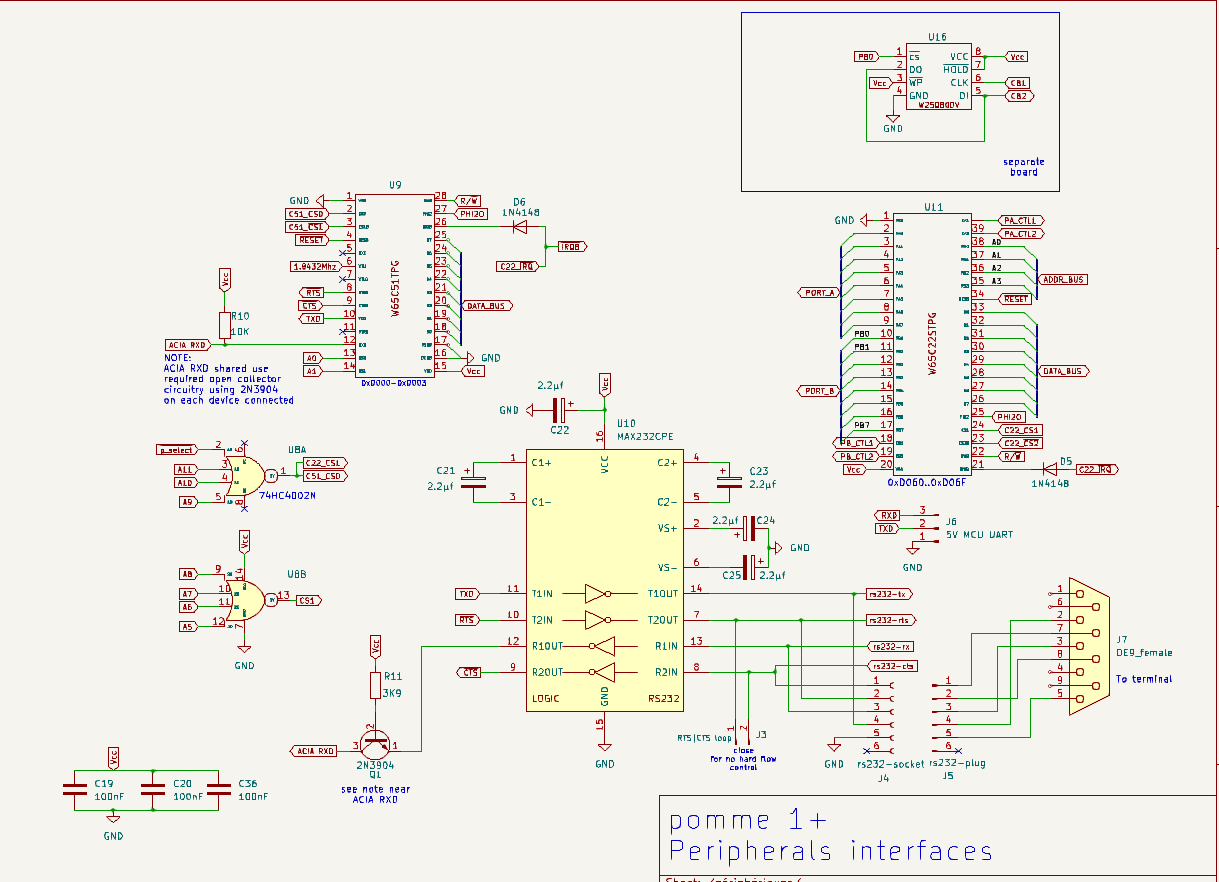 U16
PB0
1
CS
VCC
8
Vcc
2
DO
HOLD
7
Vcc
3
WP
CLK
6
CB1
4
GND
DI
5
CB2
W25Q80DV
GND
separate
board
U9
GND
1
28
R/W
C51_CS0
2
27
PHI2O
C51_CS1
3
26
RESET
4
25
5
24
1.8432Mhz
6
23
7
22
RTS
8
21
CTS
9
20
DATA_BUS
TXD
10
19
11
18
12
17
A0
13
16
GND
A1
14
15
Vcc
W65C51TPG
0xD000-0xD003
D6
1N4148
IRQB
C22_IRQ
Vcc
R10
10K
ACIA RXD
NOTE:
ACIA RXD shared use
required open collector
circuitry using 2N3904
on each device connected
U11
GND
1
40
PA_CTL1
2
39
PA_CTL2
3
38
A0
4
37
A1
5
36
A2
ADDR_BUS
6
35
A3
PORT_A
7
34
RESET
8
33
9
32
PB0
10
31
PB1
11
30
12
29
13
28
DATA_BUS
PORT_B
14
27
15
26
16
25
PHI2O
PB7
17
24
C22_CS1
PB_CTL1
18
23
C22_CS2
PB_CTL2
19
22
R/W
Vcc
20
21
W65C22STPG
0xD060..0xD06F
D5
1N4148
C22_IRQ
U8A
p_select
2
A11
3
A10
4
A9
5
1
C22_CS1
C51_CS0
74HC4002N
Vcc
U8B
A8
9
A7
10
A6
11
A5
12
14
13
CS1
7
GND
2.2µf
Vcc
GND
C22
U10
MAX232CPE
16
VCC
C21
2.2µf
1
C1+
C2+
4
C23
2.2µf
3
C1-
C2-
5
VS+
2
2.2µf
C24
GND
VS-
6
C25
2.2µf
TXD
11
T1IN
T1OUT
14
rs232-tx
RTS
10
T2IN
T2OUT
7
rs232-rts
12
R1OUT
R1IN
13
rs232-rx
CTS
9
R2OUT
R2IN
8
rs232-cts
LOGIC
GND
RS232
15
GND
RXD
3
TXD
2
1
J6
5V MCU UART
GND
Vcc
R11
3K9
2
ACIA RXD
3
1
2N3904
Q1
see note near
ACIA RXD
RTS|CTS loop
1
2
J3
close
for no hard flow
control
1
2
3
4
5
6
GND
rs232-socket
J4
1
2
3
4
5
6
rs232-plug
J5
1
6
2
7
3
8
4
9
5
J7
DE9_female
To terminal
Vcc
C19
100nF
C20
100nF
C36
100nF
GND
pomme 1+
Peripherals interfaces